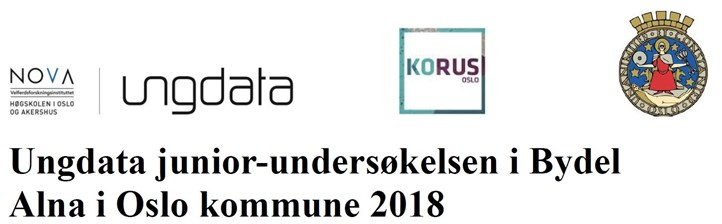 NOVA
Velferdsforskningsinstituttet
HØGSKOLEN I OSLO
OG AKERSHUS
ungdata
KORUS
OSLO
Ungdata junior-undersøkelsen i Bydel
Alna i Oslo kommune 2018